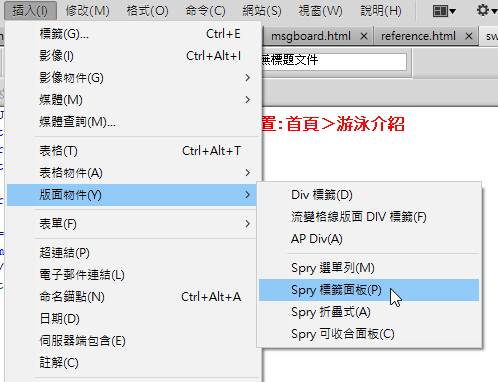 插入(I) 修改(M) 格式(O) 命令(C) 網站(S) 視窗(W) 說明(H)
標籤(G)... Ctrl+E
msgboard.html × reference.html × sw
影像(I) Ctrl+Alt+I
無標題文件
影像物件(G)
媒體(M)
媒體查詢(M)...
置:首頁＞游泳介紹
表格(T) Ctrl+Alt+T
表格物件(A)
版面物件(Y)
Div 標籤(D)
流變格線版面 DIV 標籤(F)
AP Div(A)
Spry 選單列(M)
Spry 標籤面板(P)
Spry 折疊式(A)
Spry 可收合面板(C)
表單(F)
超連結(P)
電子郵件連結(L)
命名錨點(N) Ctrl+Alt+A
日期(D)
伺服器端包含(E)
註解(C)